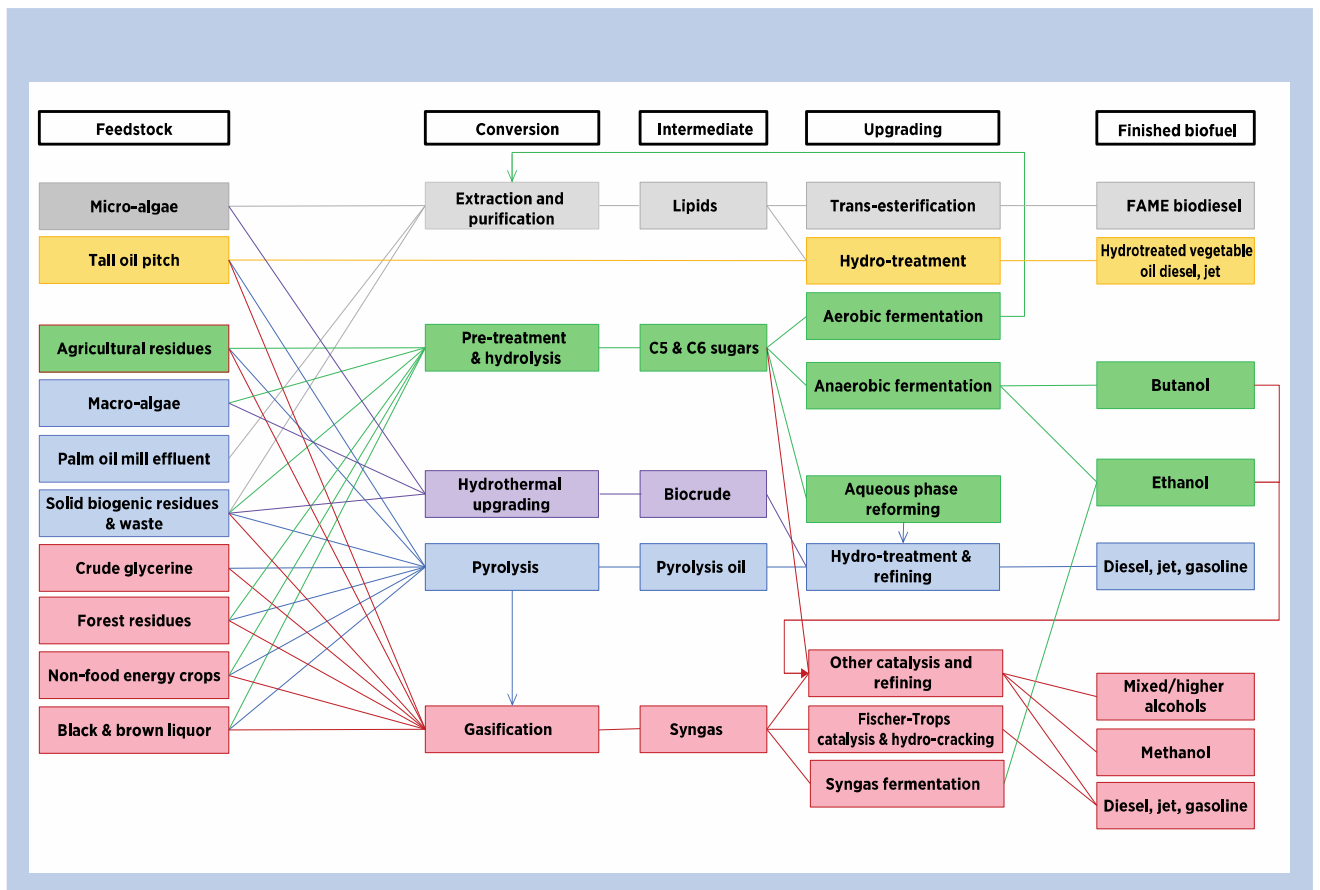 Feedstock
Conversion
Intermediate
Upgrading
Finished biofuel
Micro-algae
Tall oil pitch
Agricultural residues
Macro-algae
Palm oil mill effluent
Solid biogenic residues
& waste
Crude glycerine
Forest residues
Non-food energy crops
Black & brown liquor
Extraction and
purification
Pre-treatment
& hydrolysis
Hydrothermal
upgrading
Pyrolysis
Gasification
Lipids
C5 & C6 sugars
Biocrude
Pyrolysis oil
Syngas
Trans-esterification
Hydro-treatment
Aerobic fermentation
Anaerobic fermentation
Aqueous phase
reforming
Hydro-treatment &
refining
Other catalysis and
refining
Fischer-Trops
catalysis & hydro-cracking
Syngas fermentation
FAME biodiesel
Hydrotreated vegetable
oil diesel, jet
Butanol
Ethanol
Diesel, jet, gasoline
Mixed/higher
alcohols
Methanol
Diesel, jet, gasoline